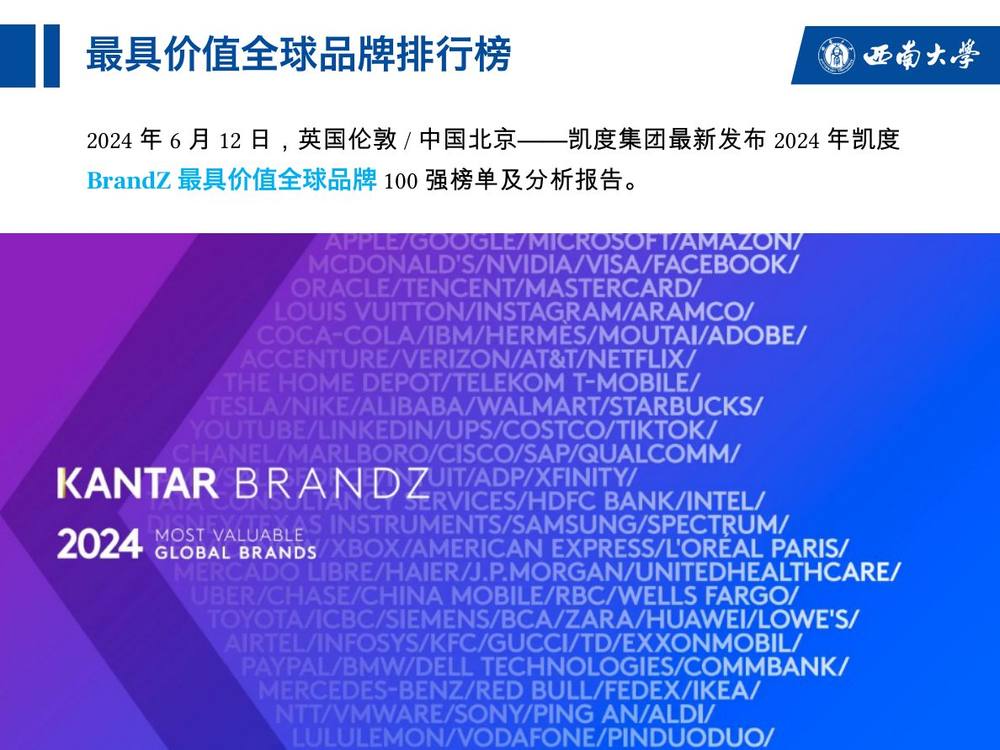 最具价值全球品牌排行榜
西南大学
2024 年 6 月 12 日，英国伦敦 / 中国北京——凯度集团最新发布 2024 年凯度
BrandZ 最具价值全球品牌 100 强榜单及分析报告。
APPLE/GOOGLE/MICROSOFT/AMAZON/
MCDONALD'S/NVIDIA/VISA/FACEBOOK/
ORACLE/TENCENT/MASTERCARD/
LOUIS VUITTON/INSTAGRAM/ARAMCO/
COCA-COLA/IBM/HERMÈS/MOUTAI/ADOBE/
ACCENTURE/VERIZON/AT&T/NETFLIX/
THE HOME DEPOT/TELEKOM T-MOBILE/
TESLA/NIKE/ALIBABA/WALMART/STARBUCKS/
YOUTUBE/LINKEDIN/UPS/COSTCO/TIKTOK/
CHANEL/MARLBORO/CISCO/SAP/QUALCOMM/
UIT/ADP/XFINITY/
KANTAR BRANDZ
TATA CONSULTANCY SERVICES/HDFC BANK/INTEL/
AS INSTRUMENTS/SAMSUNG/SPECTRUM/
2024 MOST VALUABLE
GLOBAL BRANDS
/XBOX/AMERICAN EXPRESS/L'ORÉAL PARIS/
MERCADO LIBRE/HAIER/J.P.MORGAN/UNITEDHEALTHCARE/
UBER/CHASE/CHINA MOBILE/RBC/WELLS FARGO/
TOYOTA/ICBC/SIEMENS/BCA/ZARA/HUAWEI/LOWE'S/
AIRTEL/INFOSYS/KFC/GUCCI/TD/EXXONMOBIL/
PAYPAL/BMW/DELL TECHNOLOGIES/COMMBANK/
MERCEDES-BENZ/RED BULL/FEDEX/IKEA/
NTT/VMWARE/SONY/PING AN/ALDI/
LULULEMON/VODAFONE/PINDUODUO/